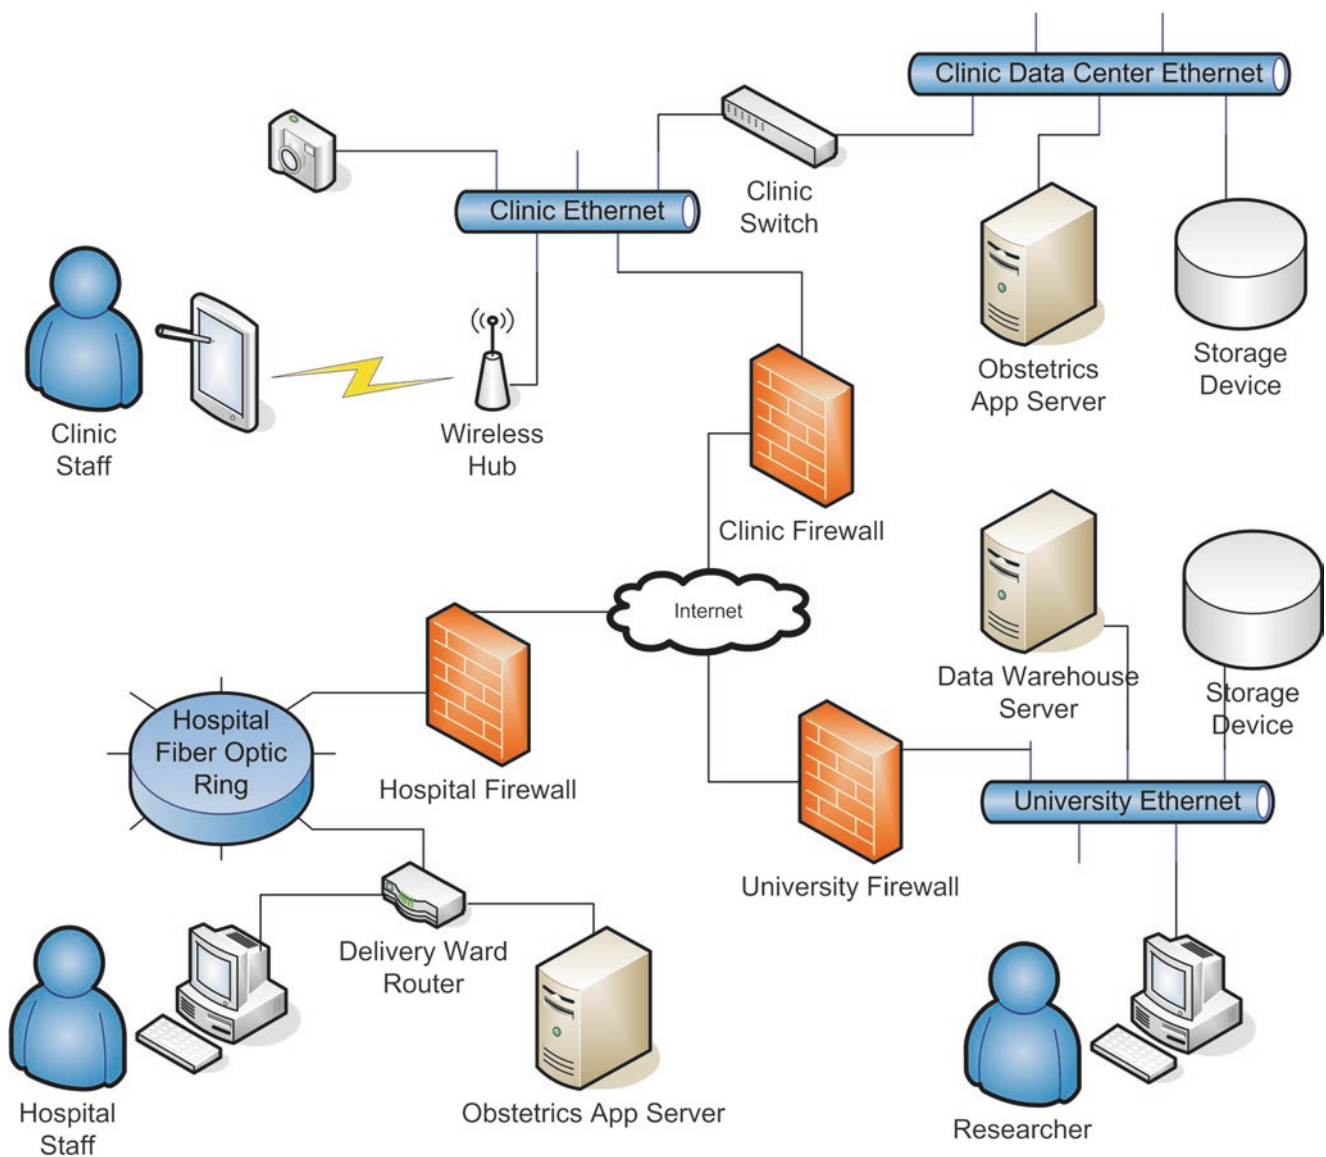 Clinic Data Center Ethernet
Clinic Ethernet
Clinic
Switch
Obstetrics
App Server
Storage
Device
Clinic
Staff
Wireless
Hub
Clinic Firewall
Internet
Data Warehouse
Server
Storage
Device
Hospital
Fiber Optic
Ring
Hospital Firewall
University Ethernet
University Firewall
Delivery Ward
Router
Hospital
Staff
Obstetrics App Server
Researcher